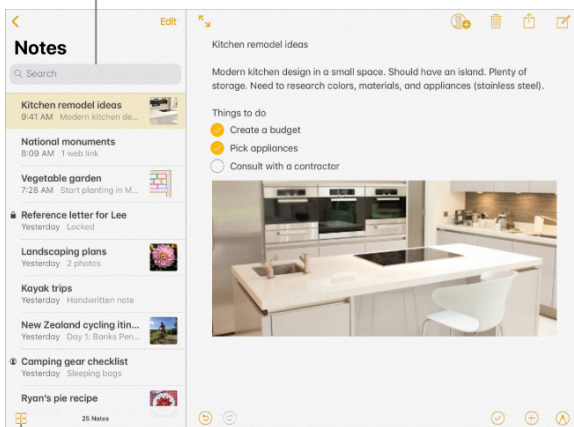 Edit
Notes
Search
Kitchen remodel ideas
9:41 AM Modern kitchen de...
National monuments
8:09 AM 1 web link
Vegetable garden
7:28 AM Start planting in M...
Reference letter for Lee
Yesterday Locked
Landscaping plans
Yesterday 2 photos
Kayak trips
Yesterday Handwritten note
New Zealand cycling itin...
Yesterday Day 1: Banks Pen...
Camping gear checklist
Yesterday Sleeping bags
Ryan's pie recipe
25 Notes
Kitchen remodel ideas
Modern kitchen design in a small space. Should have an island. Plenty of
storage. Need to research colors, materials, and appliances (stainless steel).
Things to do
Create a budget
Pick appliances
Consult with a contractor